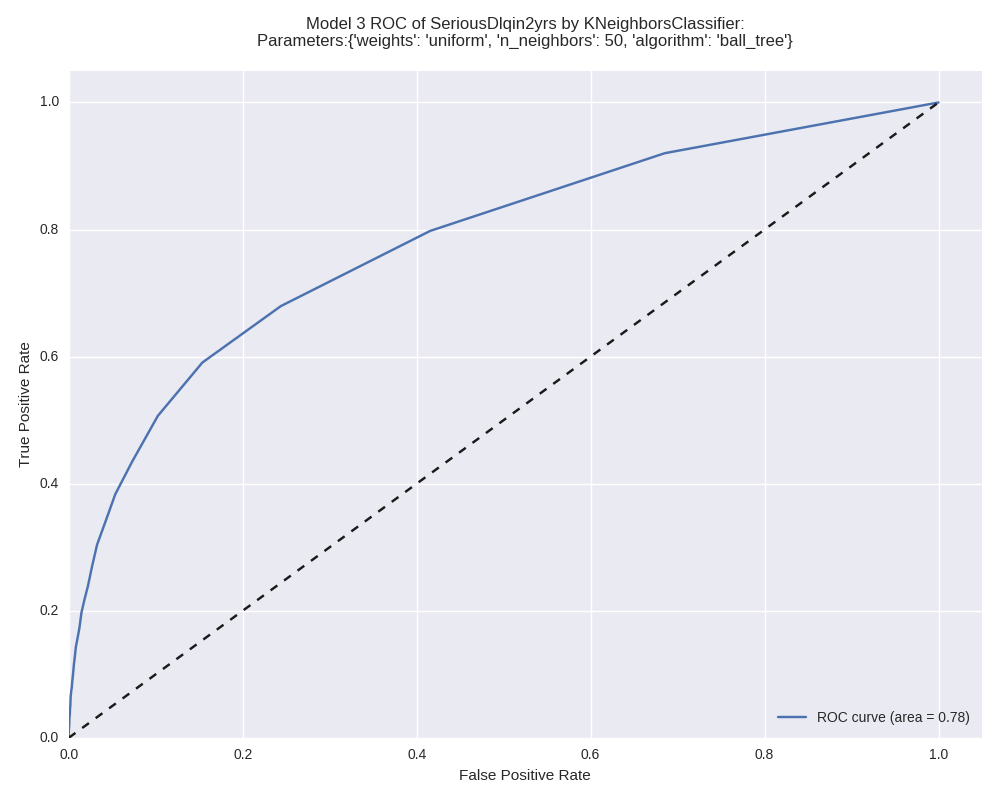 Model 3 ROC of SeriousDlqin2yrs by KNeighborsClassifier:
Parameters:{'weights': 'uniform', 'n_neighbors': 50, 'algorithm': 'ball_tree'}
1.0
0.8
0.6
0.4
0.2
0.0
True Positive Rate
ROC curve (area = 0.78)
0.0 0.2 0.4 0.6 0.8 1.0
False Positive Rate